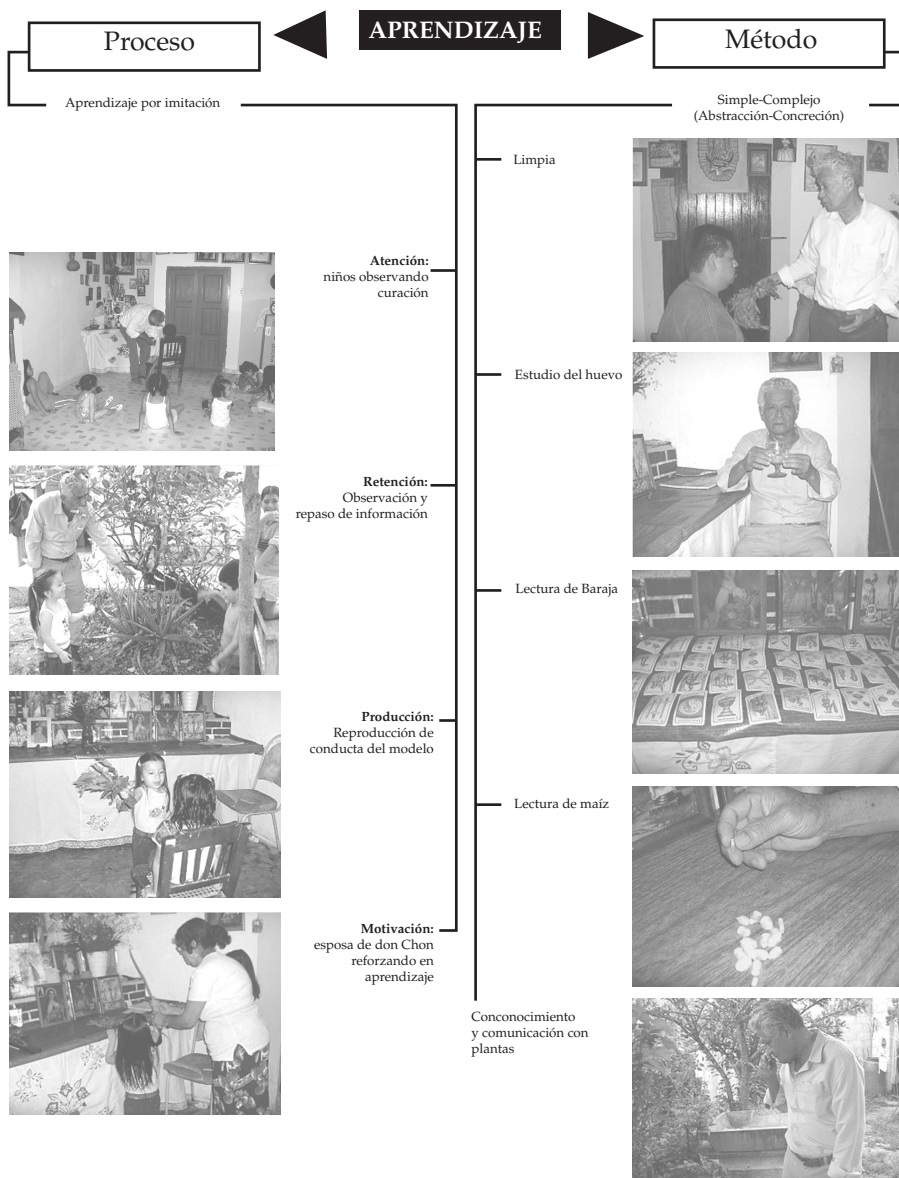 APRENDIZAJE
Proceso
Método
Aprendizaje por imitación
Simple-Complejo
(Abstracción-Concreción)
Atención:
niños observando
curación
Retención:
Observación y
repaso de información
Producción:
Reproducción de
conducta del modelo
Motivación:
esposa de don Chon
reforzando en
aprendizaje
Limpia
Estudio del huevo
Lectura de Baraja
Lectura de maíz
Conconocimiento
y comunicación con
plantas